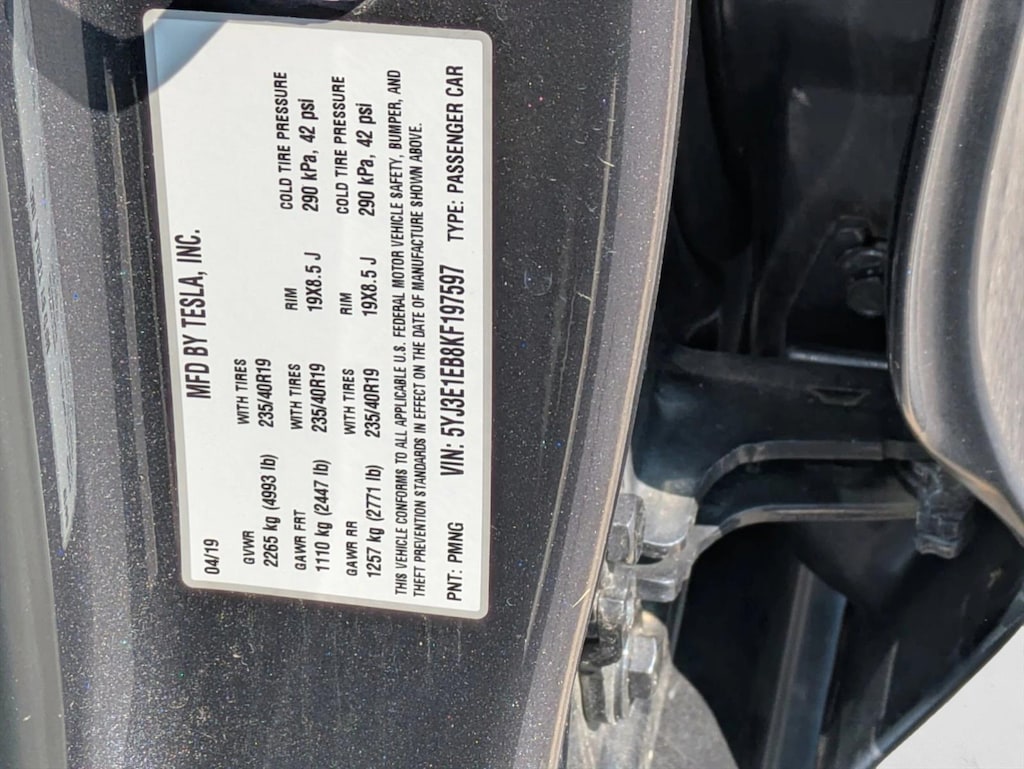 MFD BY TESLA, INC.
04/19
GVWR WITH TIRES
2265 kg (4993 lb) 235/40R19
GAWR FRT WITH TIRES RIM COLD TIRE PRESSURE
1110 kg (2447 lb) 235/40R19 19X8.5 J 290 kPa, 42 psi
GAWR RR WITH TIRES RIM COLD TIRE PRESSURE
1257 kg (2771 lb) 235/40R19 19X8.5 J 290 kPa, 42 psi
THIS VEHICLE CONFORMS TO ALL APPLICABLE U.S. FEDERAL MOTOR VEHICLE SAFETY, BUMPER, AND
THEFT PREVENTION STANDARDS IN EFFECT ON THE DATE OF MANUFACTURE SHOWN ABOVE.
PNT: PMNG VIN: 5YJ3E1EB8KF197597 TYPE: PASSENGER CAR